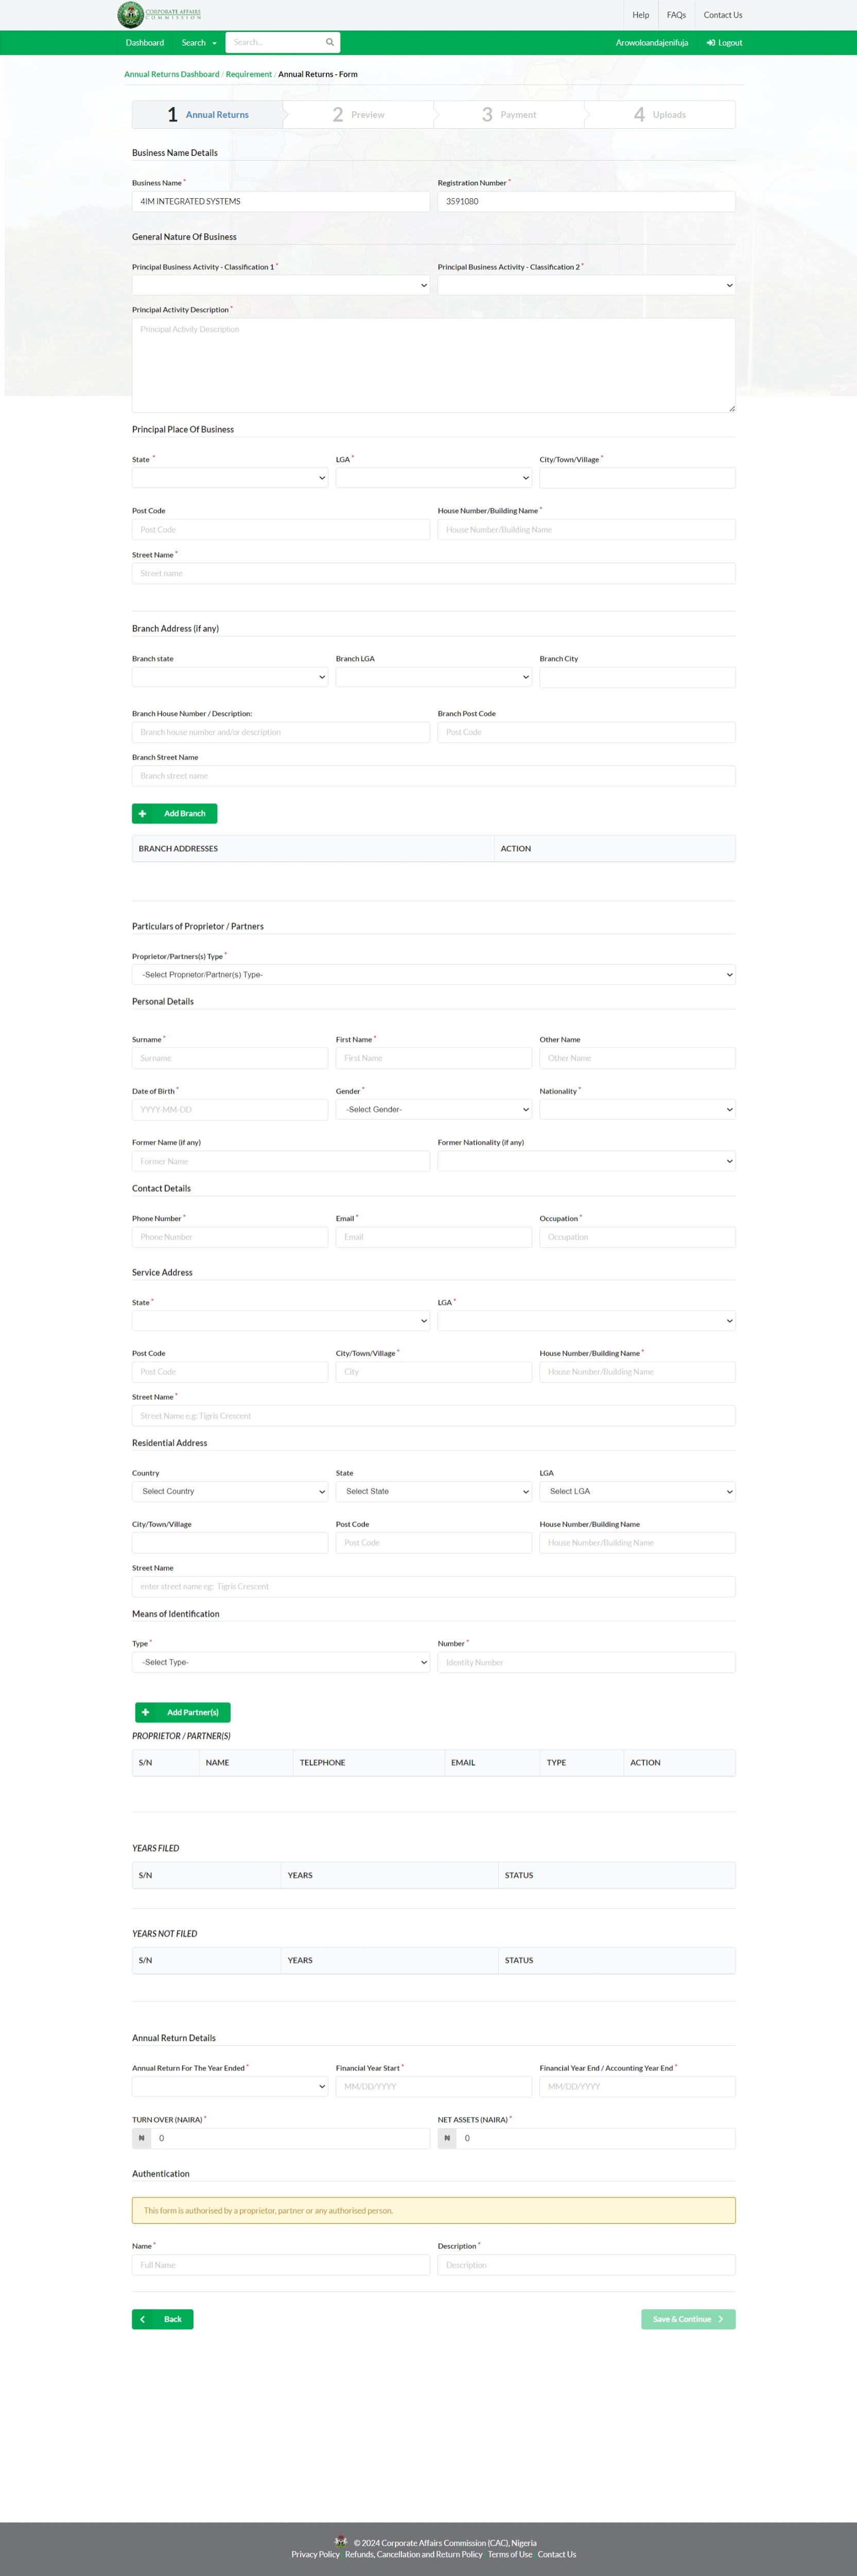 CORPORATE AFFAIRS
COMMISSION
Help FAQs Contact Us
Dashboard Search Search... Arowoloandajenifuja Logout
Annual Returns Dashboard / Requirement / Annual Returns - Form
1 Annual Returns 2 Preview 3 Payment 4 Uploads
Business Name Details
Business Name * Registration Number *
4IM INTEGRATED SYSTEMS 3591080
General Nature Of Business
Principal Business Activity - Classification 1 * Principal Business Activity - Classification 2 *
Principal Activity Description *
Principal Activily Description
Principal Place Of Business
State * LGA * City/Town/Village *
Post Code House Number/Building Name *
Post Code House Number/Building Name
Street Name *
Street name
Branch Address (if any)
Branch state Branch LGA Branch City
Branch House Number / Description: Branch Post Code
Branch house number and/or description Post Code
Branch Street Name
Branch street name
Add Branch
BRANCH ADDRESSES ACTION
Particulars of Proprietor / Partners
Proprietor/Partners(s) Type *
-Select Proprietor/Partner(s) Type-
Personal Details
Surname * First Name * Other Name
Surname First Name Other Name
Date of Birth * Gender * Nationality *
YYYY-MM-DD -Select Gender-
Former Name (if any) Former Nationality (if any)
Former Name
Contact Details
Phone Number * Email * Occupation *
Phone Number Email Occupation
Service Address
State * LGA *
Post Code City/Town/Village * House Number/Building Name *
Post Code City House Number/Building Name
Street Name *
Street Name e.g: Tigris Crescent
Residential Address
Country State LGA
Select Country Select State Select LGA
City/Town/Village Post Code House Number/Building Name
Post Code House Number/Building Name
Street Name
enter street name eg: Tigris Crescent
Means of Identification
Type * Number *
-Select Type- Identity Number
Add Partner(s)
PROPRIETOR / PARTNER(S)
S/N NAME TELEPHONE EMAIL TYPE ACTION
YEARS FILED
S/N YEARS STATUS
YEARS NOT FILED
S/N YEARS STATUS
Annual Return Details
Annual Return For The Year Ended * Financial Year Start * Financial Year End / Accounting Year End *
MM/DD/YYYY MM/DD/YYYY
TURN OVER (NAIRA) * NET ASSETS (NAIRA) *
₦ 0 ₦ 0
Authentication
This form is authorised by a proprietor, partner or any authorised person.
Name * Description *
Full Name Description
Back Save & Continue
© 2024 Corporate Affairs Commission (CAC), Nigeria
Privacy Policy Refunds, Cancellation and Return Policy Terms of Use Contact Us